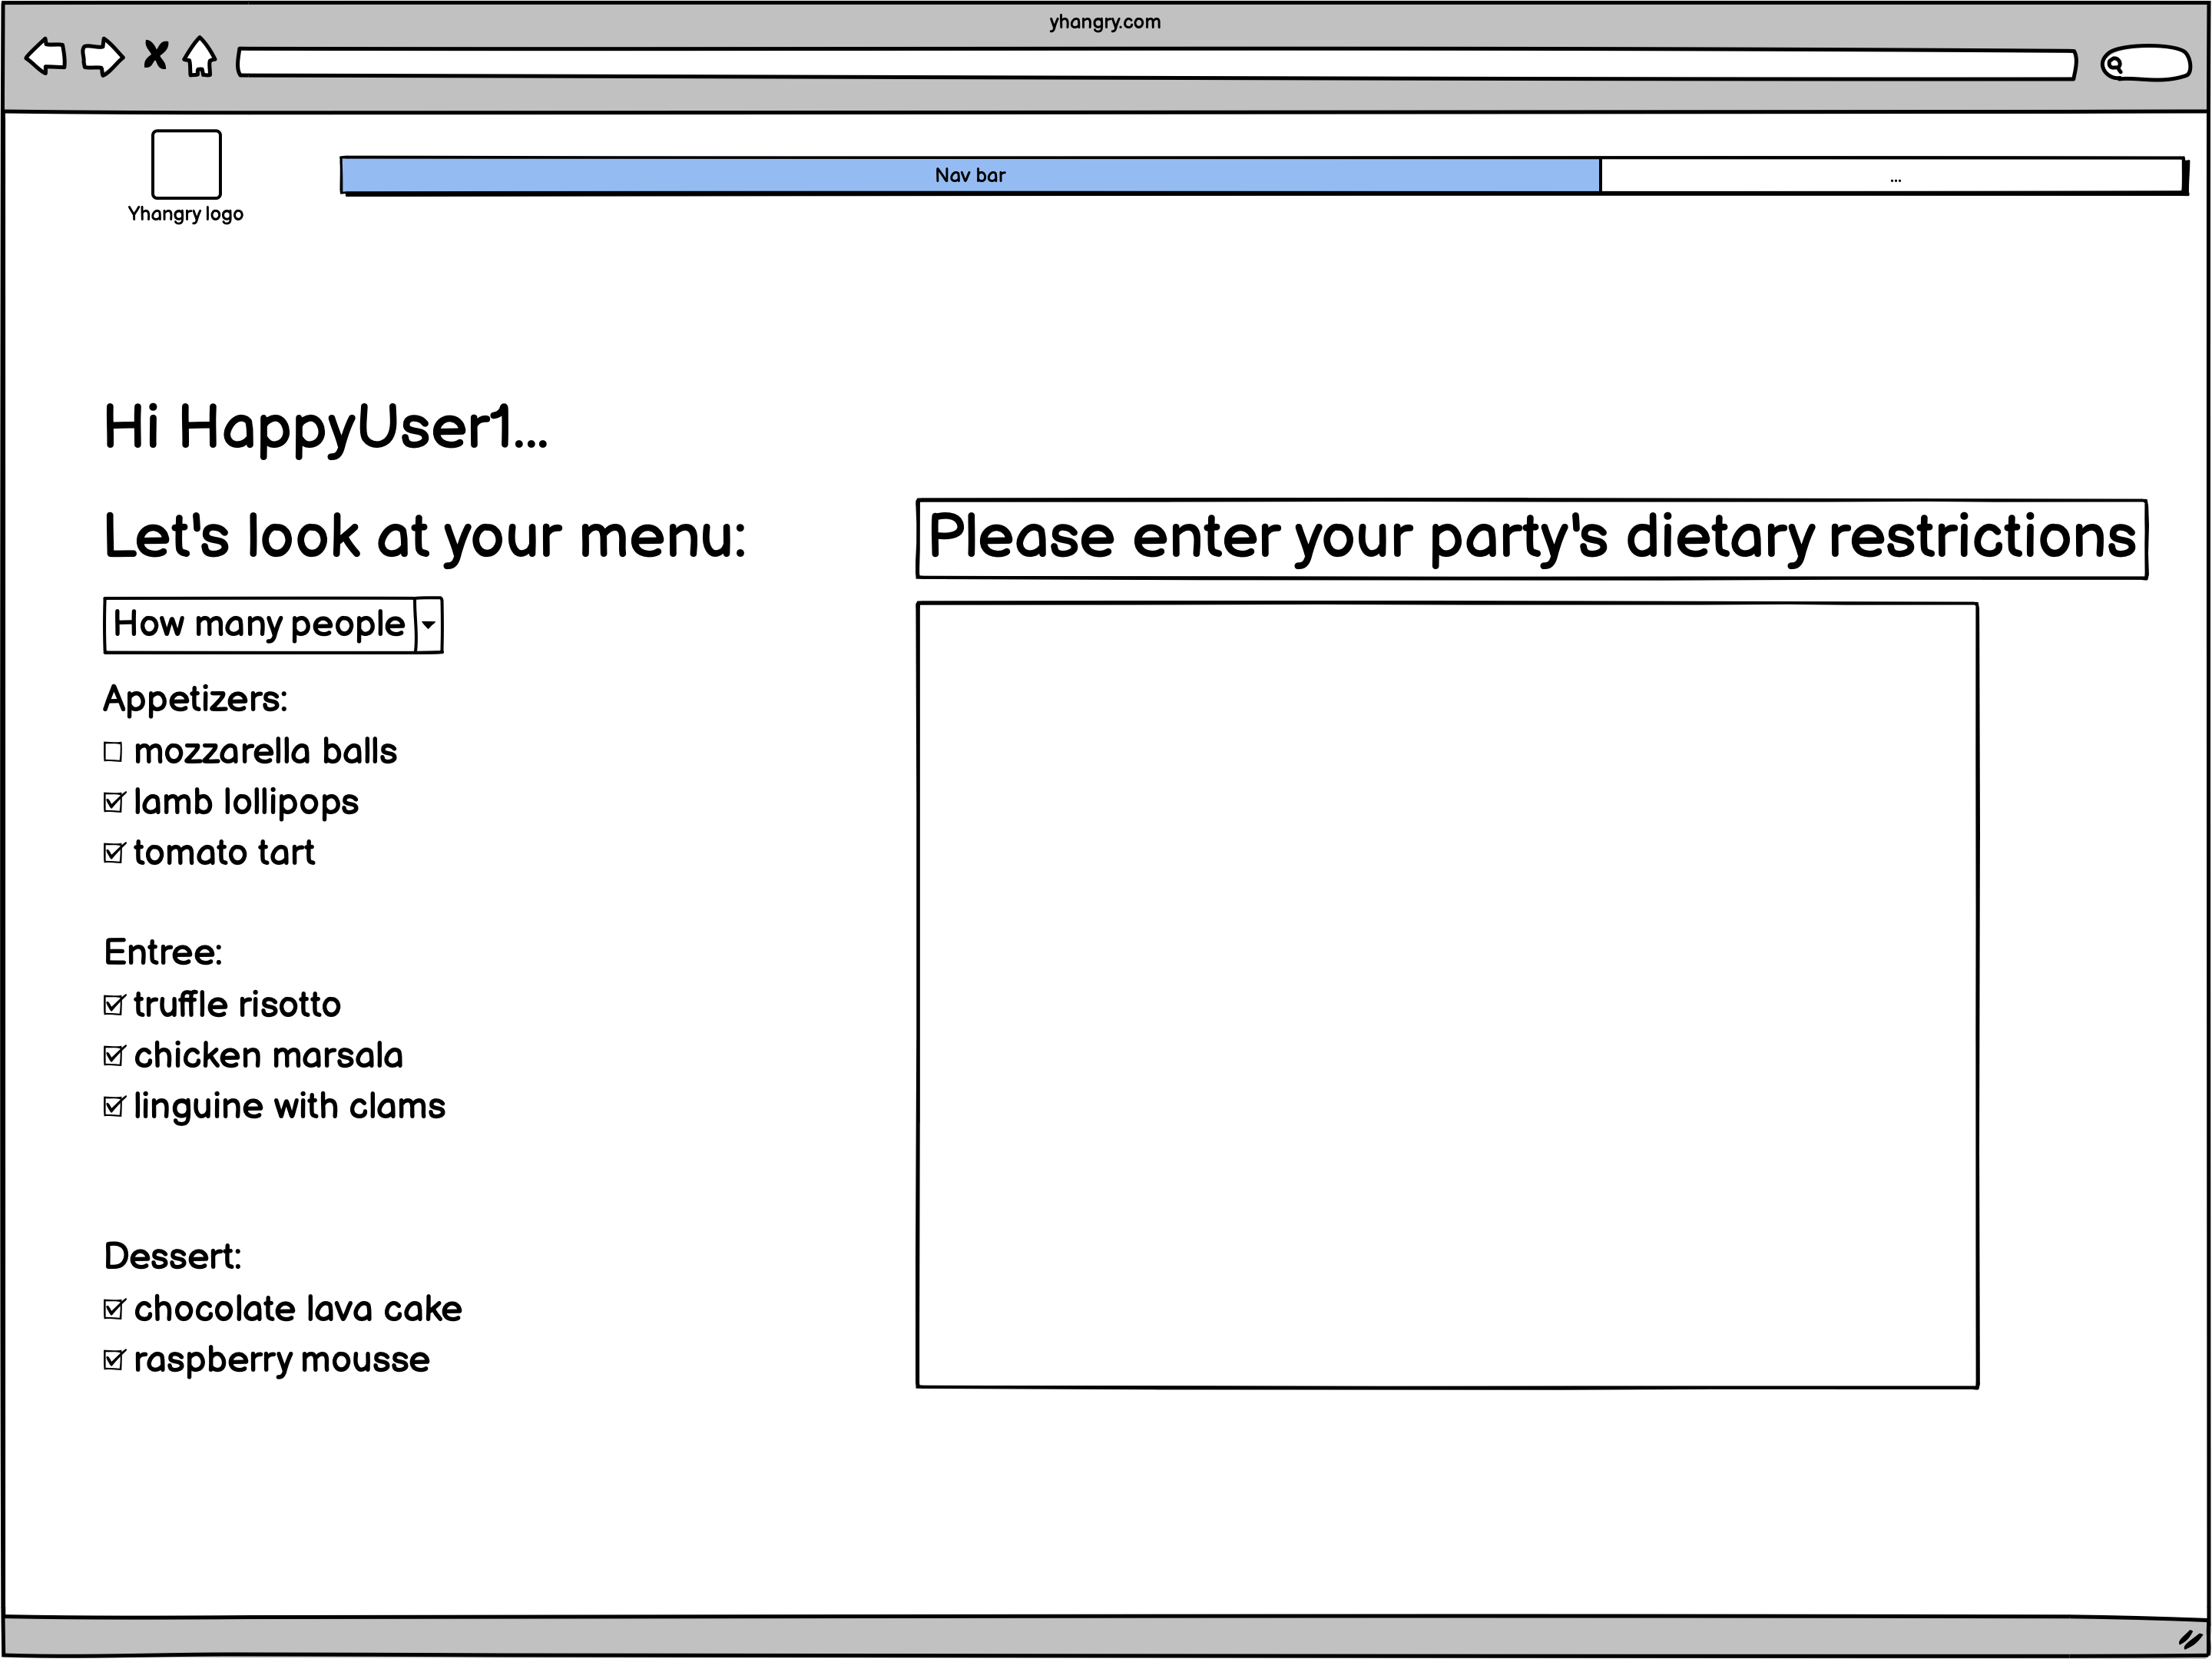 yhangry.com
Nav bar
...
Yhangry logo
Hi HappyUser1...
Let's look at your menu:
How many people
Appetizers:
mozzarella balls
lamb lollipops
tomato tart
Entree:
truffle risotto
chicken marsala
linguine with clams
Dessert:
chocolate lava cake
raspberry mousse
Please enter your party's dietary restrictions